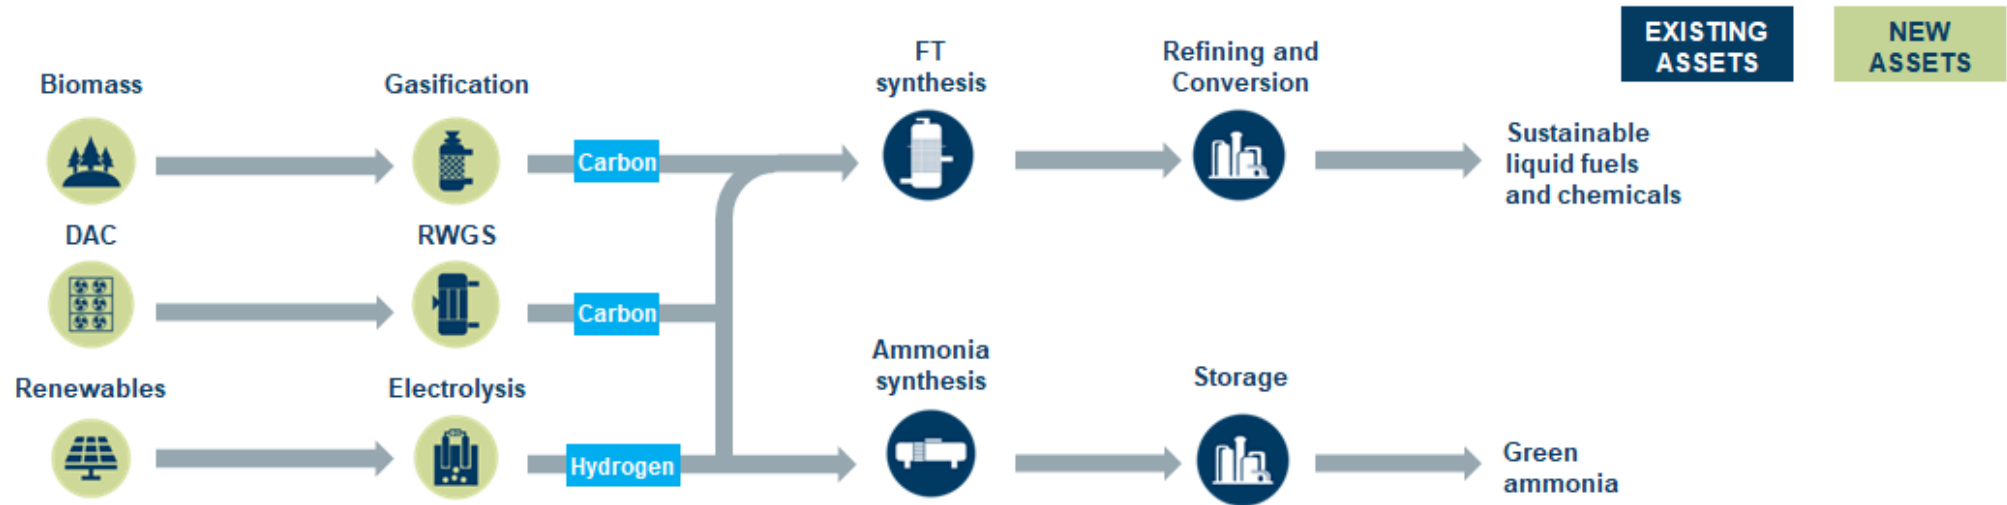 EXISTING
ASSETS
NEW
ASSETS
Biomass
Gasification
FT
synthesis
Refining and
Conversion
Carbon
Sustainable
liquid fuels
and chemicals
DAC
RWGS
Carbon
Renewables
Electrolysis
Ammonia
synthesis
Storage
Hydrogen
Green
ammonia